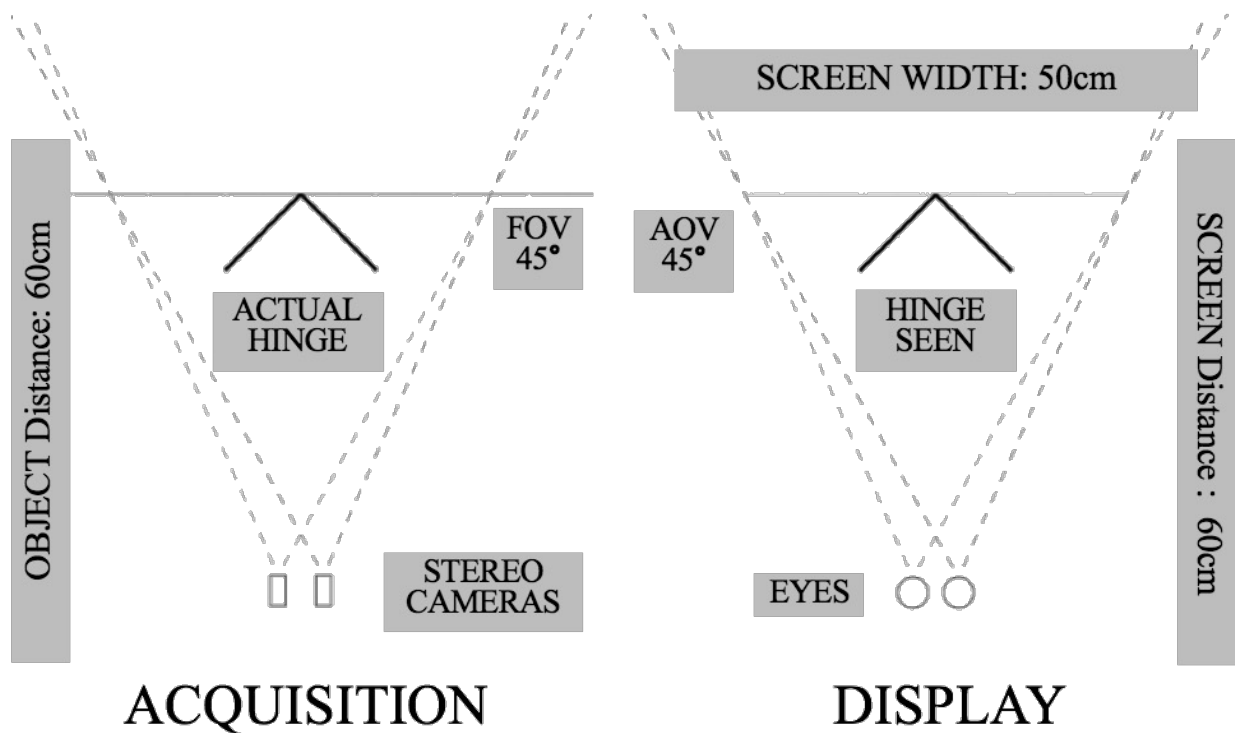 SCREEN WIDTH: 50cm
OBJECT Distance: 60cm
FOV
45°
ACTUAL
HINGE
STEREO
CAMERAS
ACQUISITION
AOV
45°
HINGE
SEEN
SCREEN Distance : 60cm
EYES
DISPLAY